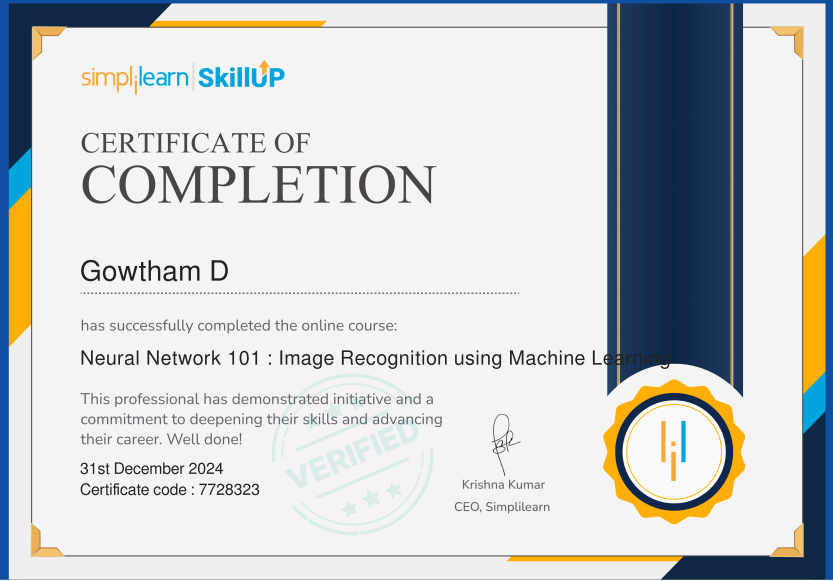 simplilearn | SkillUP
CERTIFICATE OF
COMPLETION
Gowtham D
has successfully completed the online course:
Neural Network 101 : Image Recognition using Machine Learning
This professional has demonstrated initiative and a
commitment to deepening their skills and advancing
their career. Well done!
VERIFIED
31st December 2024
Certificate code : 7728323
Krishna Kumar
CEO, Simplilearn